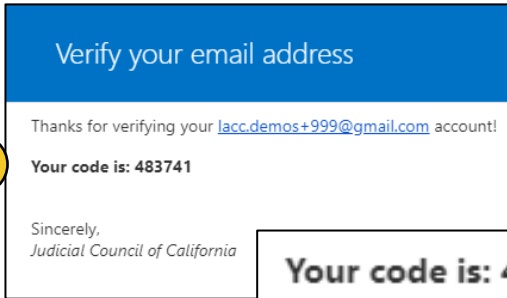 Verify your email address
Thanks for verifying your lacc.demos+999@gmail.com account!
Your code is: 483741
Sincerely,
Judicial Council of California
Your code is: